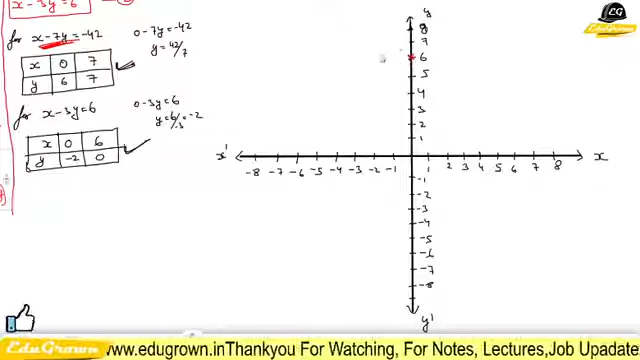 x - 3y = 6
for x - 7y = -42
0 - 7y = -42
y = 42/7
x 0 7
y 6 7
for x - 3y = 6
0 - 3y = 6
y = 6/-3 = -2
x 0 6
y -2 0
y
8
7
6
5
4
3
2
1
x' x
-8 -7 -6 -5 -4 -3 -2 -1 1 2 3 4 5 6 7 8
-1
-2
-3
-4
-5
-6
-7
-8
y'
EG
EduGrown
EduGrown
www.edugrown.inThankyou For Watching, For Notes, Lectures,Job Upadate